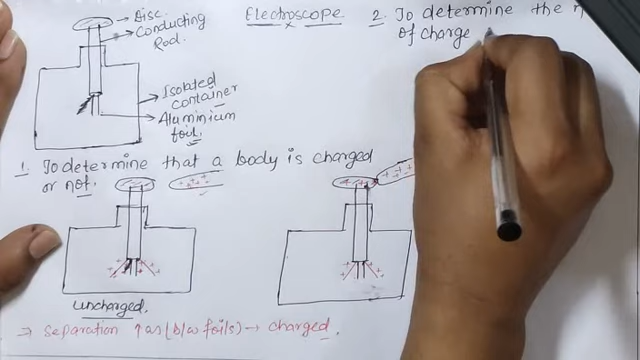 Electroscope
Disc.
Conducting
Rod.
Isolated
container
Aluminium
foil.
1. To determine that a body is charged
or not.
uncharged.
⇒ Separation ↑as (b/w foils) → charged.
2. To determine the
of charge